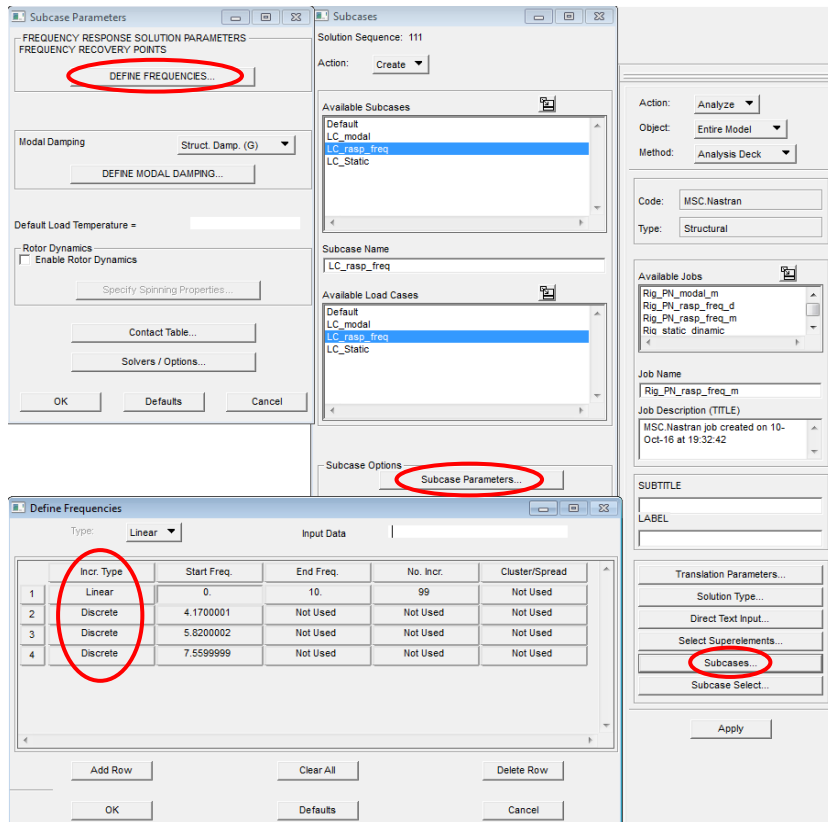 Subcase Parameters
FREQUENCY RESPONSE SOLUTION PARAMETERS
FREQUENCY RECOVERY POINTS
DEFINE FREQUENCIES...
Modal Damping
Struct. Damp. (G)
DEFINE MODAL DAMPING...
Default Load Temperature =
Rotor Dynamics
Enable Rotor Dynamics
Specify Spinning Properties...
Contact Table...
Solvers / Options...
OK Defaults Cancel
Subcases
Solution Sequence: 111
Action: Create
Available Subcases
Default
LC_modal
LC_rasp_freq
LC_Static
Subcase Name
LC_rasp_freq
Available Load Cases
Default
LC_modal
LC_rasp_freq
LC_Static
Subcase Options
Subcase Parameters...
Action: Analyze
Object: Entire Model
Method: Analysis Deck
Code: MSC.Nastran
Type: Structural
Available Jobs
Rig_PN_modal_m
Rig_PN_rasp_freq_d
Rig_PN_rasp_freq_m
Rig_static_dinamic
Job Name
Rig_PN_rasp_freq_m
Job Description (TITLE)
MSC.Nastran job created on 10-
Oct-16 at 19:32:42
SUBTITLE
LABEL
Translation Parameters...
Solution Type...
Direct Text Input...
Select Superelements...
Subcases...
Subcase Select...
Apply
Define Frequencies
Type: Linear Input Data
Incr. Type Start Freq. End Freq. No. Incr. Cluster/Spread
1 Linear 0. 10. 99 Not Used
2 Discrete 4.1700001 Not Used Not Used Not Used
3 Discrete 5.8200002 Not Used Not Used Not Used
4 Discrete 7.5599999 Not Used Not Used Not Used
Add Row Clear All Delete Row
OK Defaults Cancel